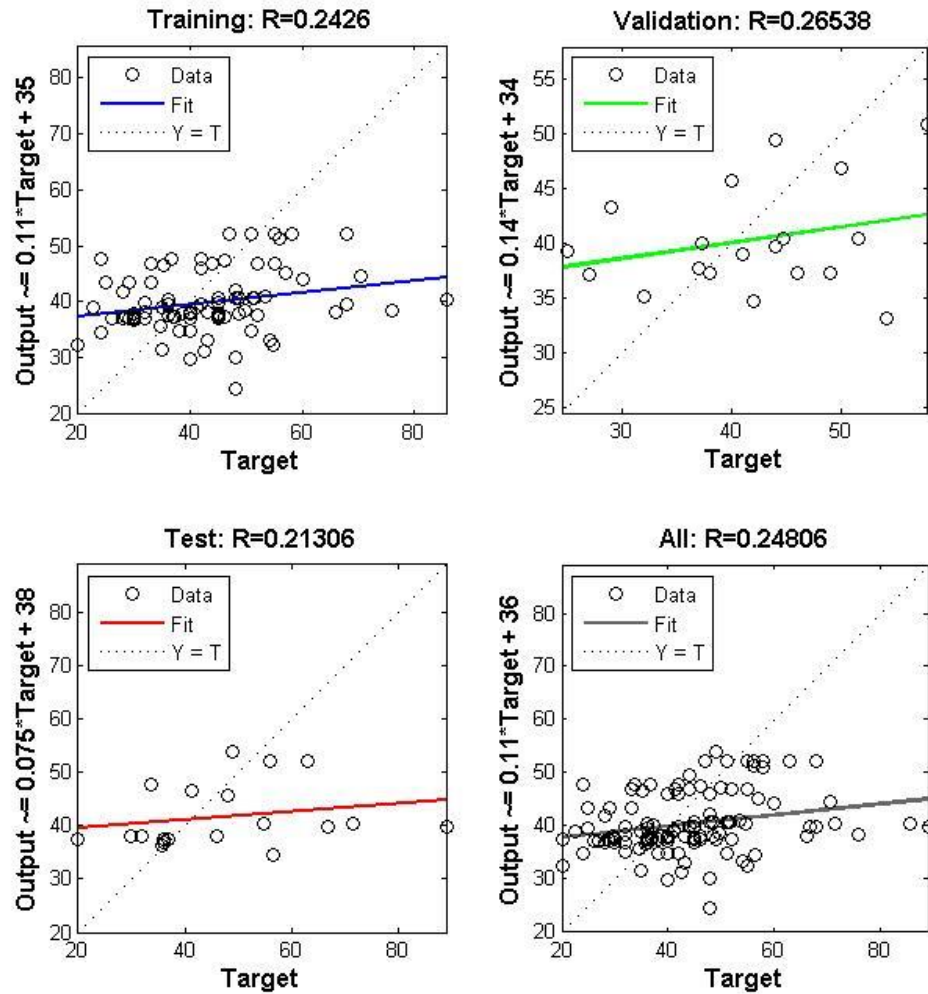 Training: R=0.2426
Output ~= 0.11*Target + 35
80
70
60
50
40
30
20
Data
Fit
Y = T
20 40 60 80
Target
Validation: R=0.26538
Output ~= 0.14*Target + 34
55
50
45
40
35
30
25
Data
Fit
Y = T
30 40 50
Target
Test: R=0.21306
Output ~= 0.075*Target + 38
80
70
60
50
40
30
20
Data
Fit
Y = T
20 40 60 80
Target
All: R=0.24806
Output ~= 0.11*Target + 36
80
70
60
50
40
30
20
Data
Fit
Y = T
20 40 60 80
Target